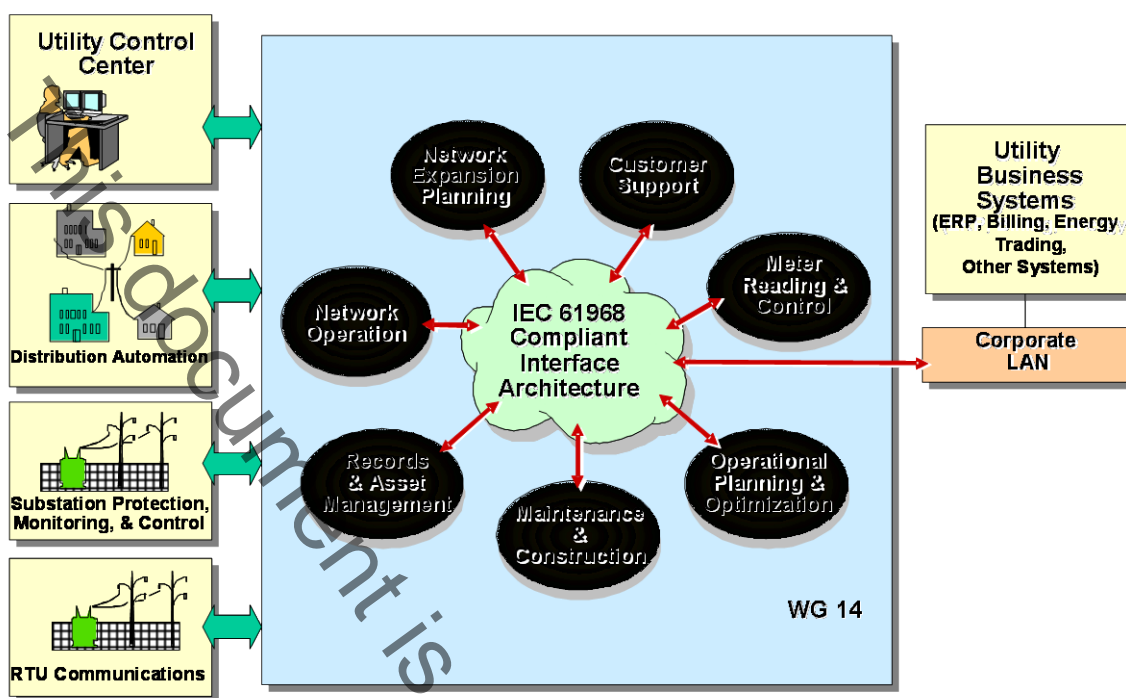 Utility Control
Center
Distribution Automation
Substation Protection,
Monitoring, & Control
RTU Communications
Network
Expansion
Planning
Customer
Support
Meter
Reading &
Control
Network
Operation
IEC 61968
Compliant
Interface
Architecture
Records
& Asset
Management
Maintenance
&
Construction
Operational
Planning &
Optimization
WG 14
Utility
Business
Systems
(ERP, Billing, Energy
Trading,
Other Systems)
Corporate
LAN
This document is